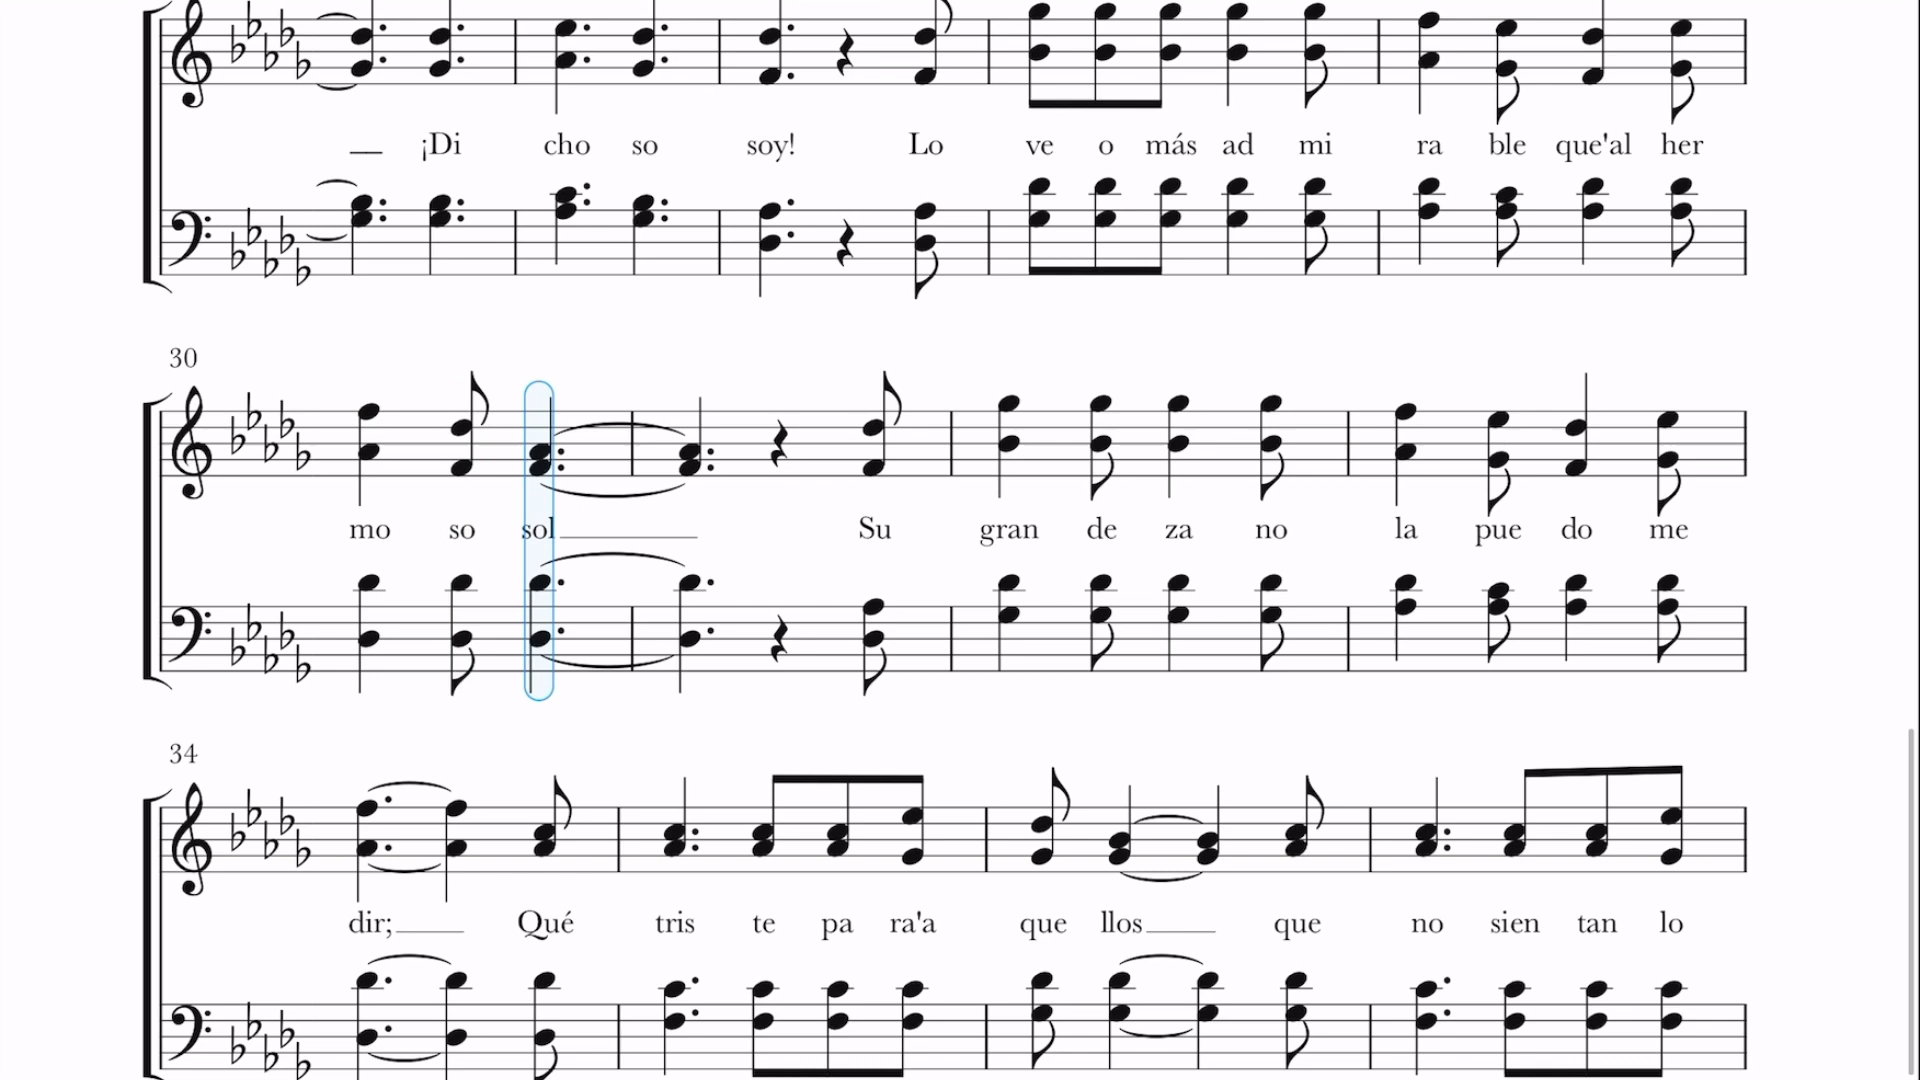 ¡Di cho so soy! Lo ve o más ad mi ra ble que'al her
30
mo so sol Su gran de za no la pue do me
34
dir; Qué tris te pa ra'a que llos que no sien tan lo